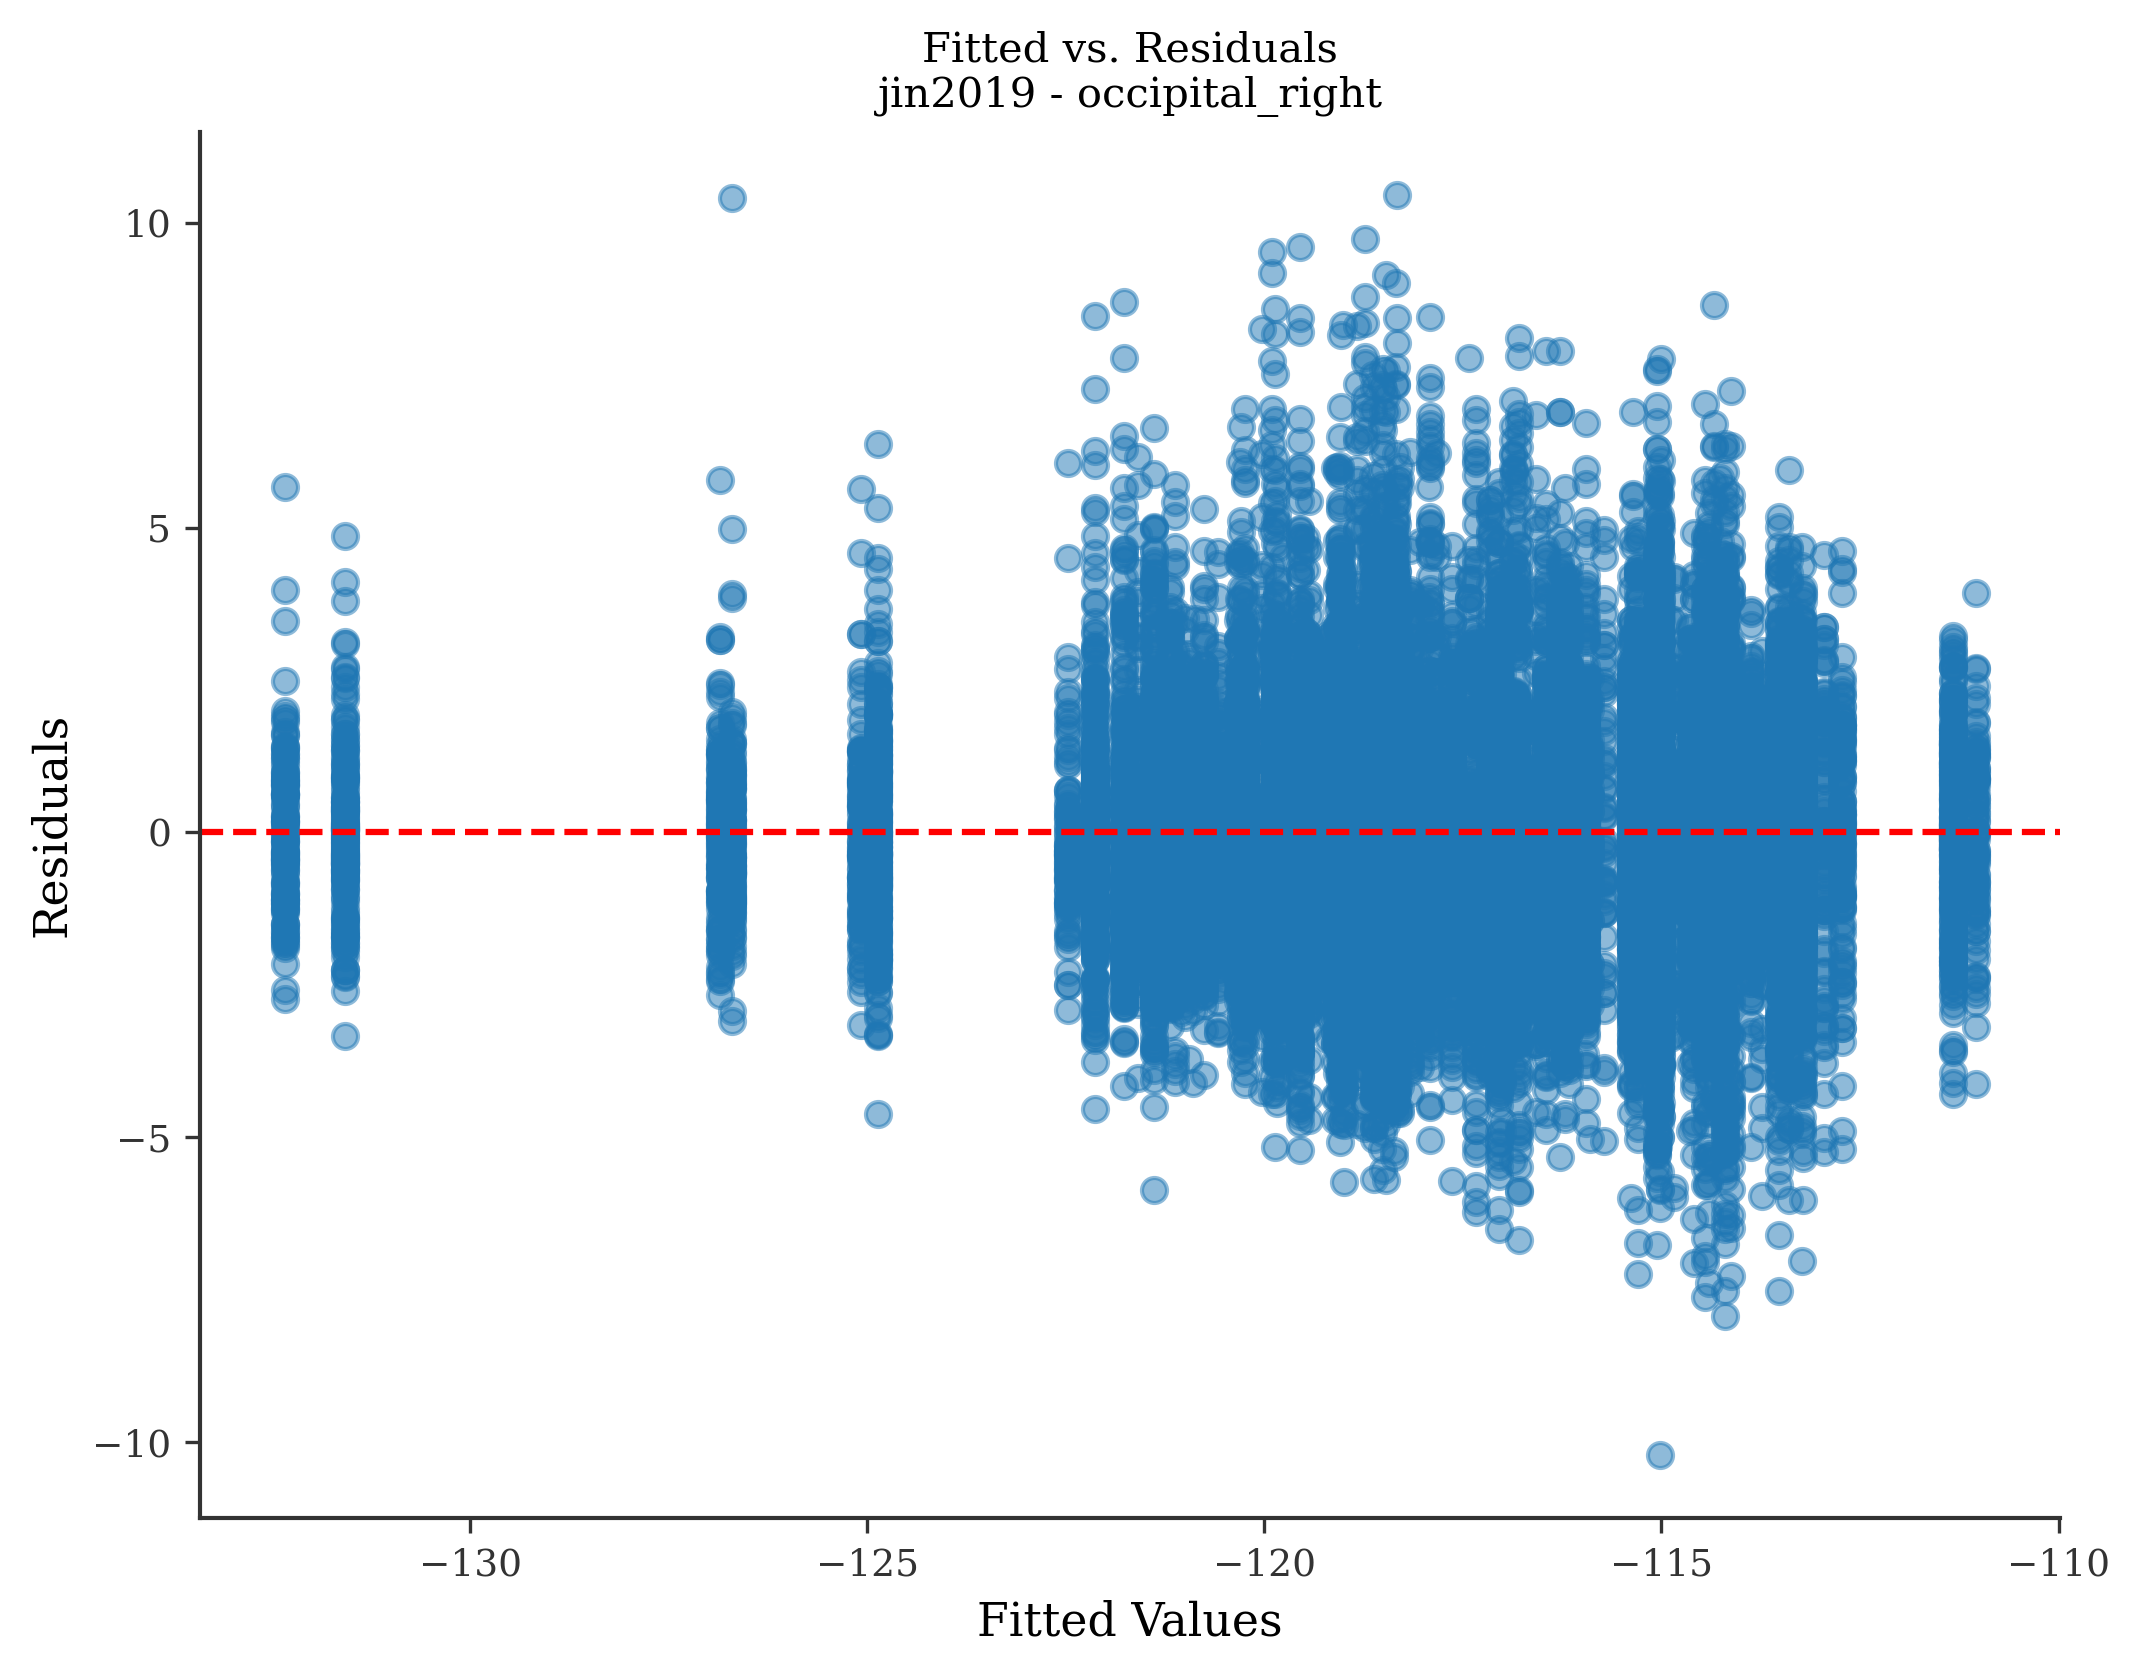 Fitted vs. Residuals
jin2019 - occipital_right
10
5
0
−5
−10
Residuals
−130
−125
−120
−115
−110
Fitted Values